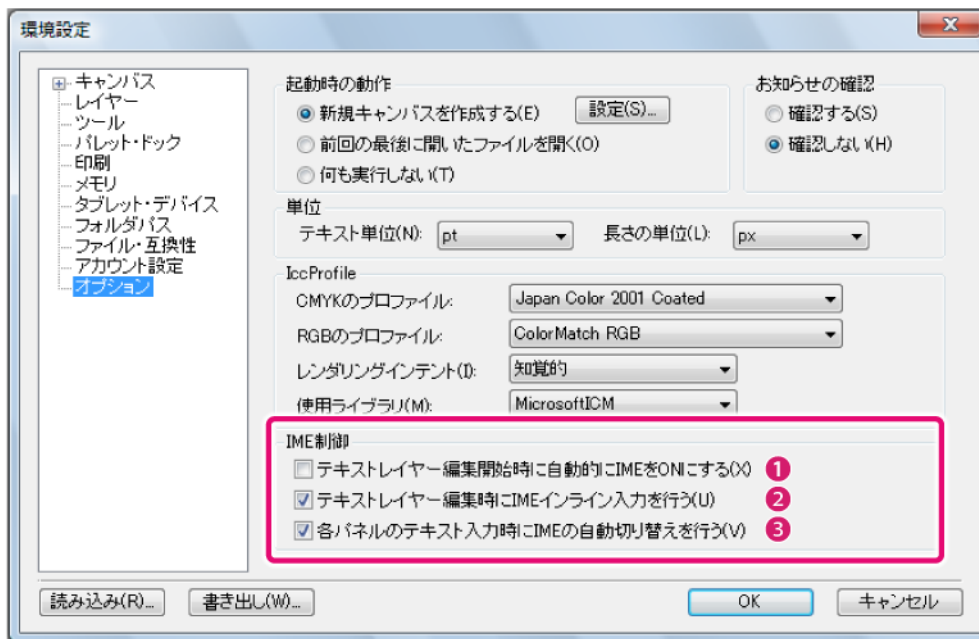 環境設定
キャンバス
レイヤー
ツール
パレット・ドック
印刷
メモリ
タブレット・デバイス
フォルダパス
ファイル・互換性
アカウント設定
オプション
起動時の動作
新規キャンバスを作成する(E)
設定(S)...
前回の最後に開いたファイルを開く(O)
何も実行しない(T)
お知らせの確認
確認する(S)
確認しない(H)
単位
テキスト単位(N): pt
長さの単位(L): px
IccProfile
CMYKのプロファイル: Japan Color 2001 Coated
RGBのプロファイル: ColorMatch RGB
レンダリングインテント(I): 知覚的
使用ライブラリ(M): MicrosoftICM
IME制御
テキストレイヤー編集開始時に自動的にIMEをONにする(X) ❶
テキストレイヤー編集時にIMEインライン入力を行う(U) ❷
各パネルのテキスト入力時にIMEの自動切り替えを行う(V) ❸
読み込み(R)... 書き出し(W)... OK キャンセル